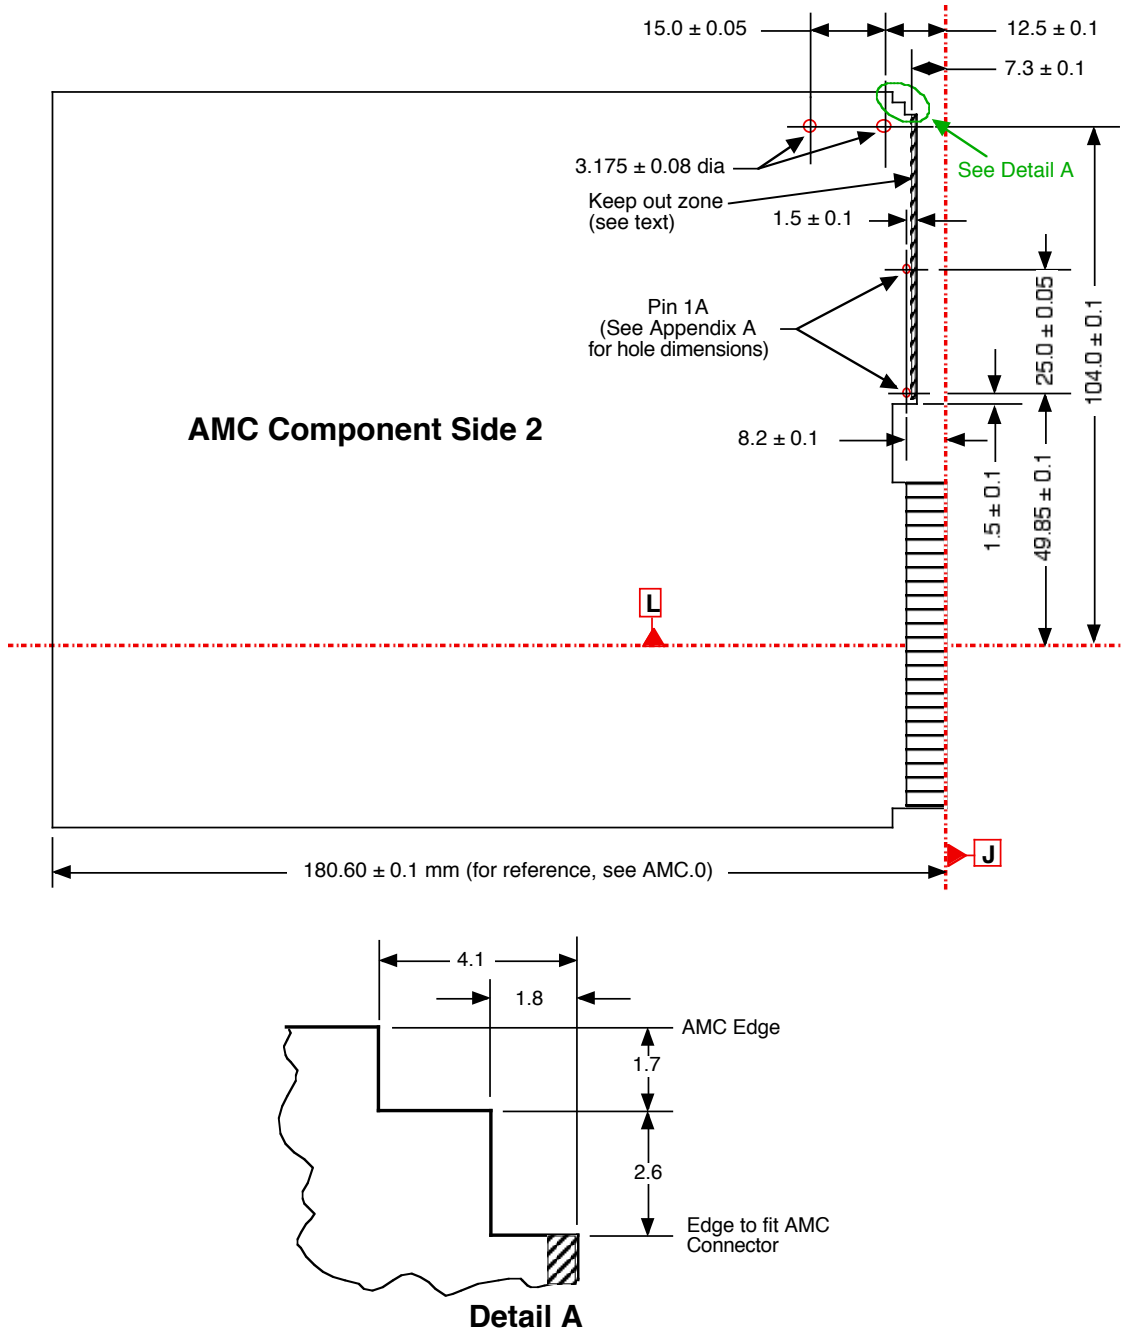 15.0 ± 0.05
12.5 ± 0.1
7.3 ± 0.1
3.175 ± 0.08 dia
See Detail A
Keep out zone
(see text)
1.5 ± 0.1
Pin 1A
(See Appendix A
for hole dimensions)
25.0 ± 0.05
104.0 ± 0.1
AMC Component Side 2
8.2 ± 0.1
1.5 ± 0.1
49.85 ± 0.1
L
J
180.60 ± 0.1 mm (for reference, see AMC.0)
4.1
1.8
AMC Edge
1.7
2.6
Edge to fit AMC
Connector
Detail A